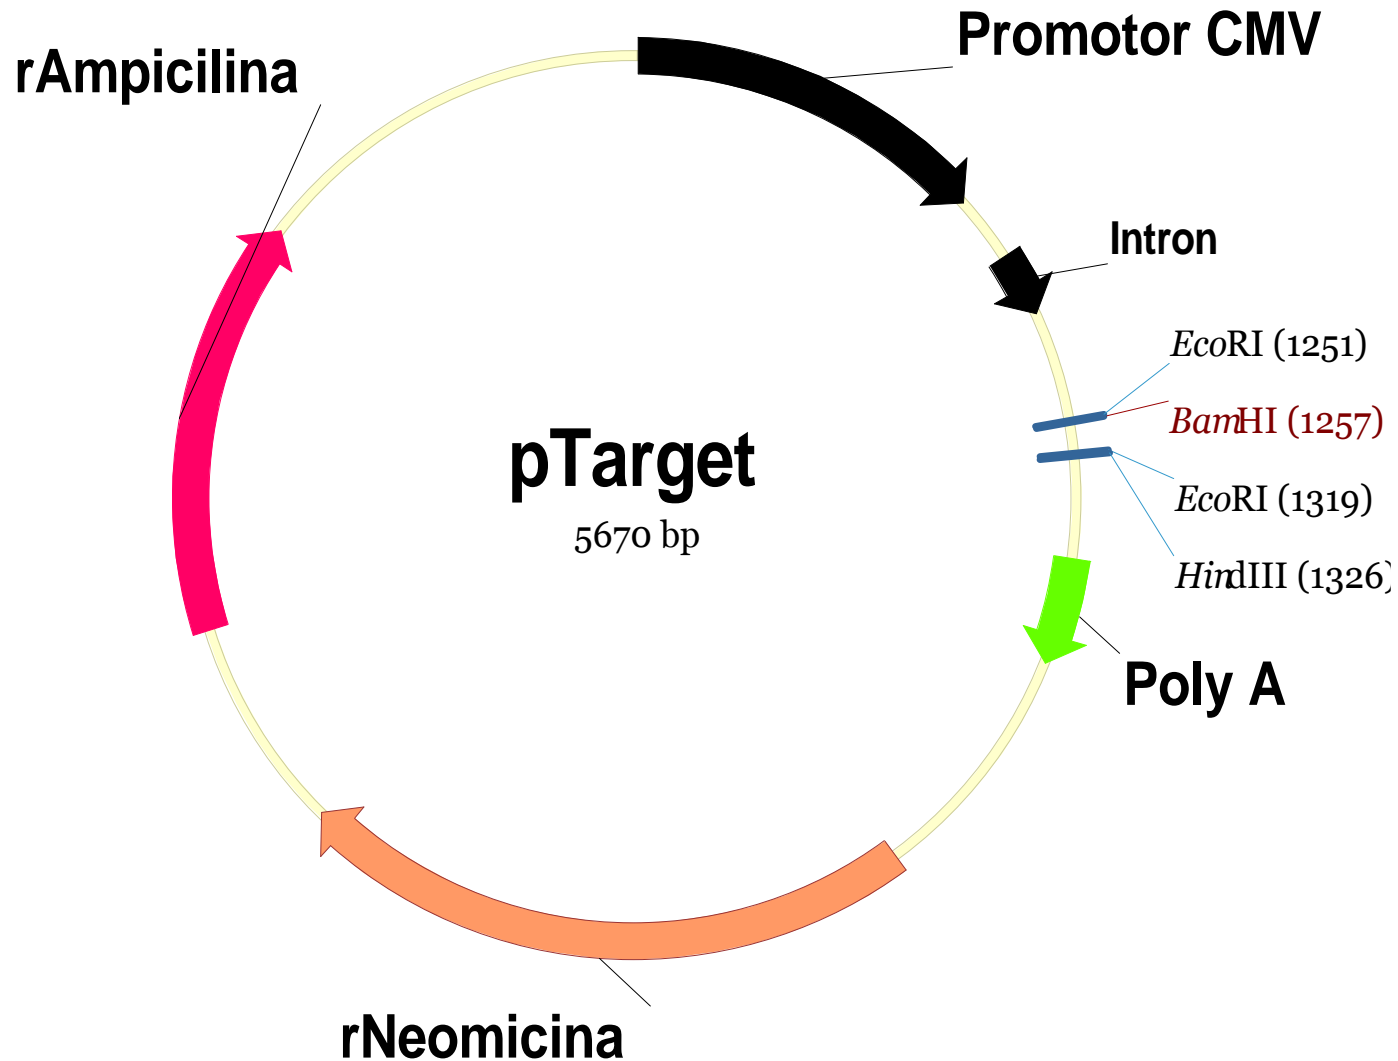 Promotor CMV
rAmpicilina
Intron
EcoRI (1251)
BamHI (1257)
pTarget
EcoRI (1319)
5670 bp
HindIII (1326)
Poly A
rNeomicina